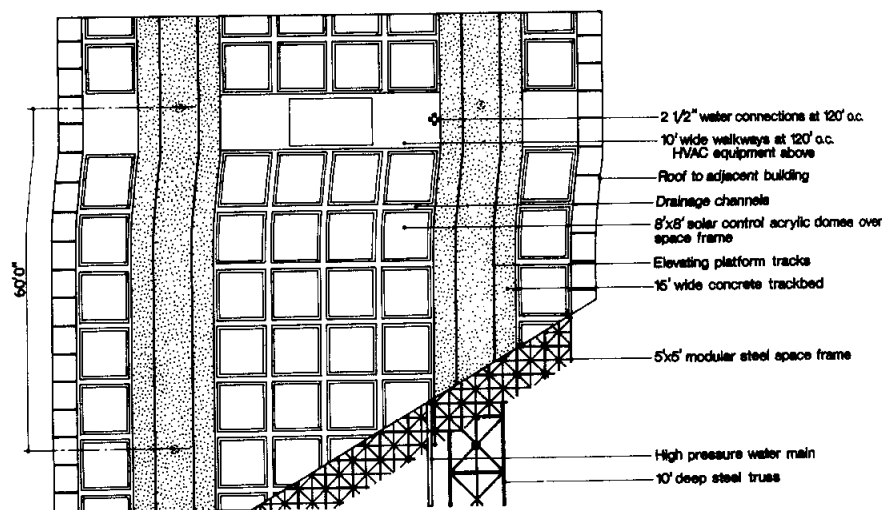 2 1/2" water connections at 120' o.c.
10' wide walkways at 120' o.c.
HVAC equipment above
Roof to adjacent building
Drainage channels
8'x8' solar control acrylic domes over
space frame
Elevating platform tracks
15' wide concrete trackbed
5'x5' modular steel space frame
High pressure water main
10' deep steel truss
60'0"